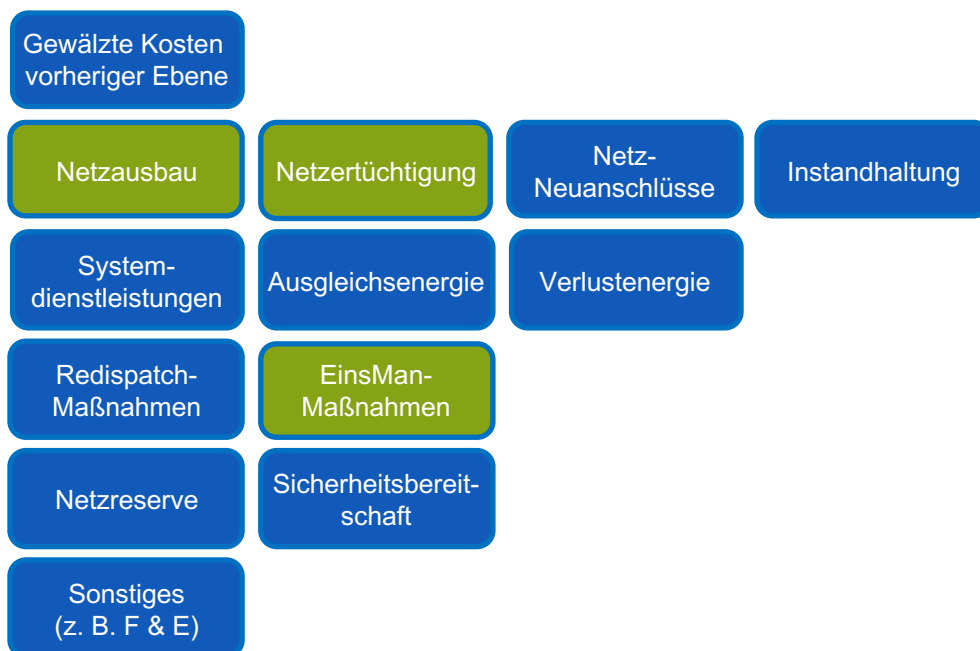 Gewälzte Kosten
vorheriger Ebene
Netzausbau
Netzertüchtigung
Netz-
Neuanschlüsse
Instandhaltung
System-
dienstleistungen
Ausgleichsenergie
Verlustenergie
Redispatch-
Maßnahmen
EinsMan-
Maßnahmen
Netzreserve
Sicherheitsbereit-
schaft
Sonstiges
(z. B. F & E)